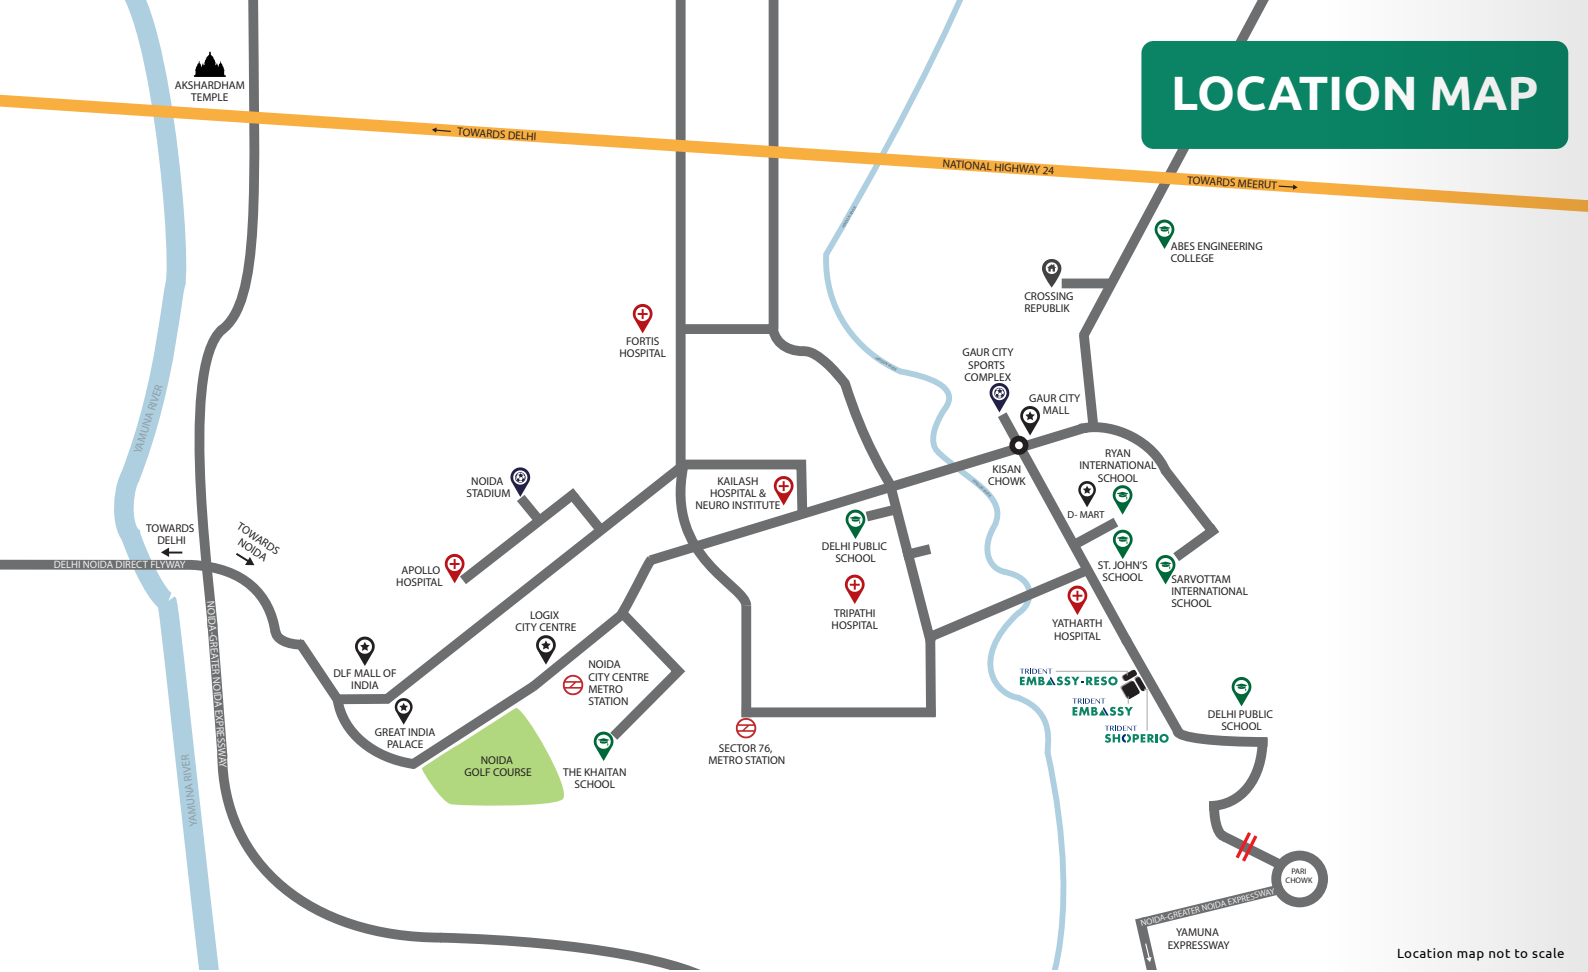 LOCATION MAP
AKSHARDHAM
TEMPLE
TOWARDS DELHI
NATIONAL HIGHWAY 24
TOWARDS MEERUT
ABES ENGINEERING
COLLEGE
CROSSING
REPUBLIK
FORTIS
HOSPITAL
GAUR CITY
SPORTS
COMPLEX
GAUR CITY
MALL
YAMUNA RIVER
KISAN
CHOWK
RYAN
INTERNATIONAL
SCHOOL
NOIDA
STADIUM
KAILASH
HOSPITAL &
NEURO INSTITUTE
D- MART
TOWARDS
DELHI
TOWARDS
NOIDA
DELHI NOIDA DIRECT FLYWAY
APOLLO
HOSPITAL
DELHI PUBLIC
SCHOOL
ST. JOHN'S
SCHOOL
SARVOTTAM
INTERNATIONAL
SCHOOL
LOGIX
CITY CENTRE
TRIPATHI
HOSPITAL
YATHARTH
HOSPITAL
NOIDA-GREATER NOIDA EXPRESSWAY
DLF MALL OF
INDIA
NOIDA
CITY CENTRE
METRO
STATION
TRIDENT
EMBASSY-RESO
TRIDENT
EMBASSY
TRIDENT
SHOPERIO
DELHI PUBLIC
SCHOOL
GREAT INDIA
PALACE
SECTOR 76,
METRO STATION
NOIDA
GOLF COURSE
THE KHAITAN
SCHOOL
YAMUNA RIVER
PARI
CHOWK
NOIDA-GREATER NOIDA EXPRESSWAY
YAMUNA
EXPRESSWAY
Location map not to scale